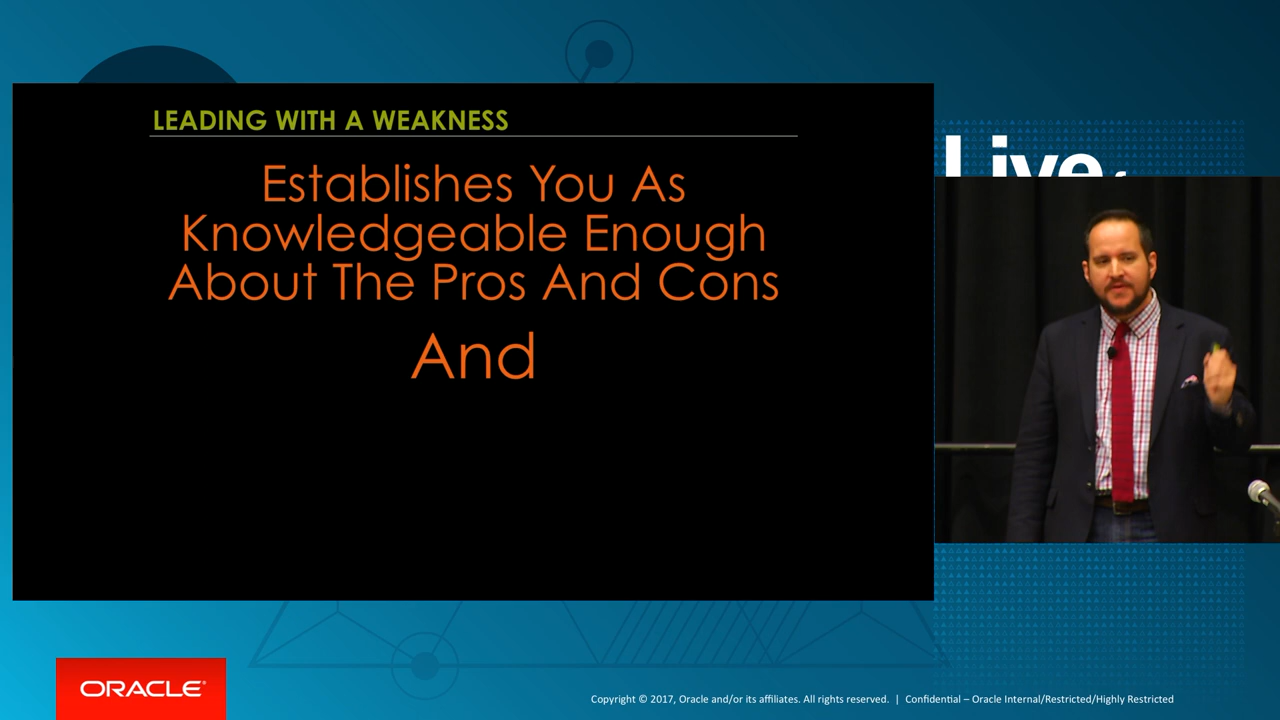 LEADING WITH A WEAKNESS
Establishes You As
Knowledgeable Enough
About The Pros And Cons
And
Live
ORACLE®
Copyright © 2017, Oracle and/or its affiliates. All rights reserved. | Confidential – Oracle Internal/Restricted/Highly Restricted